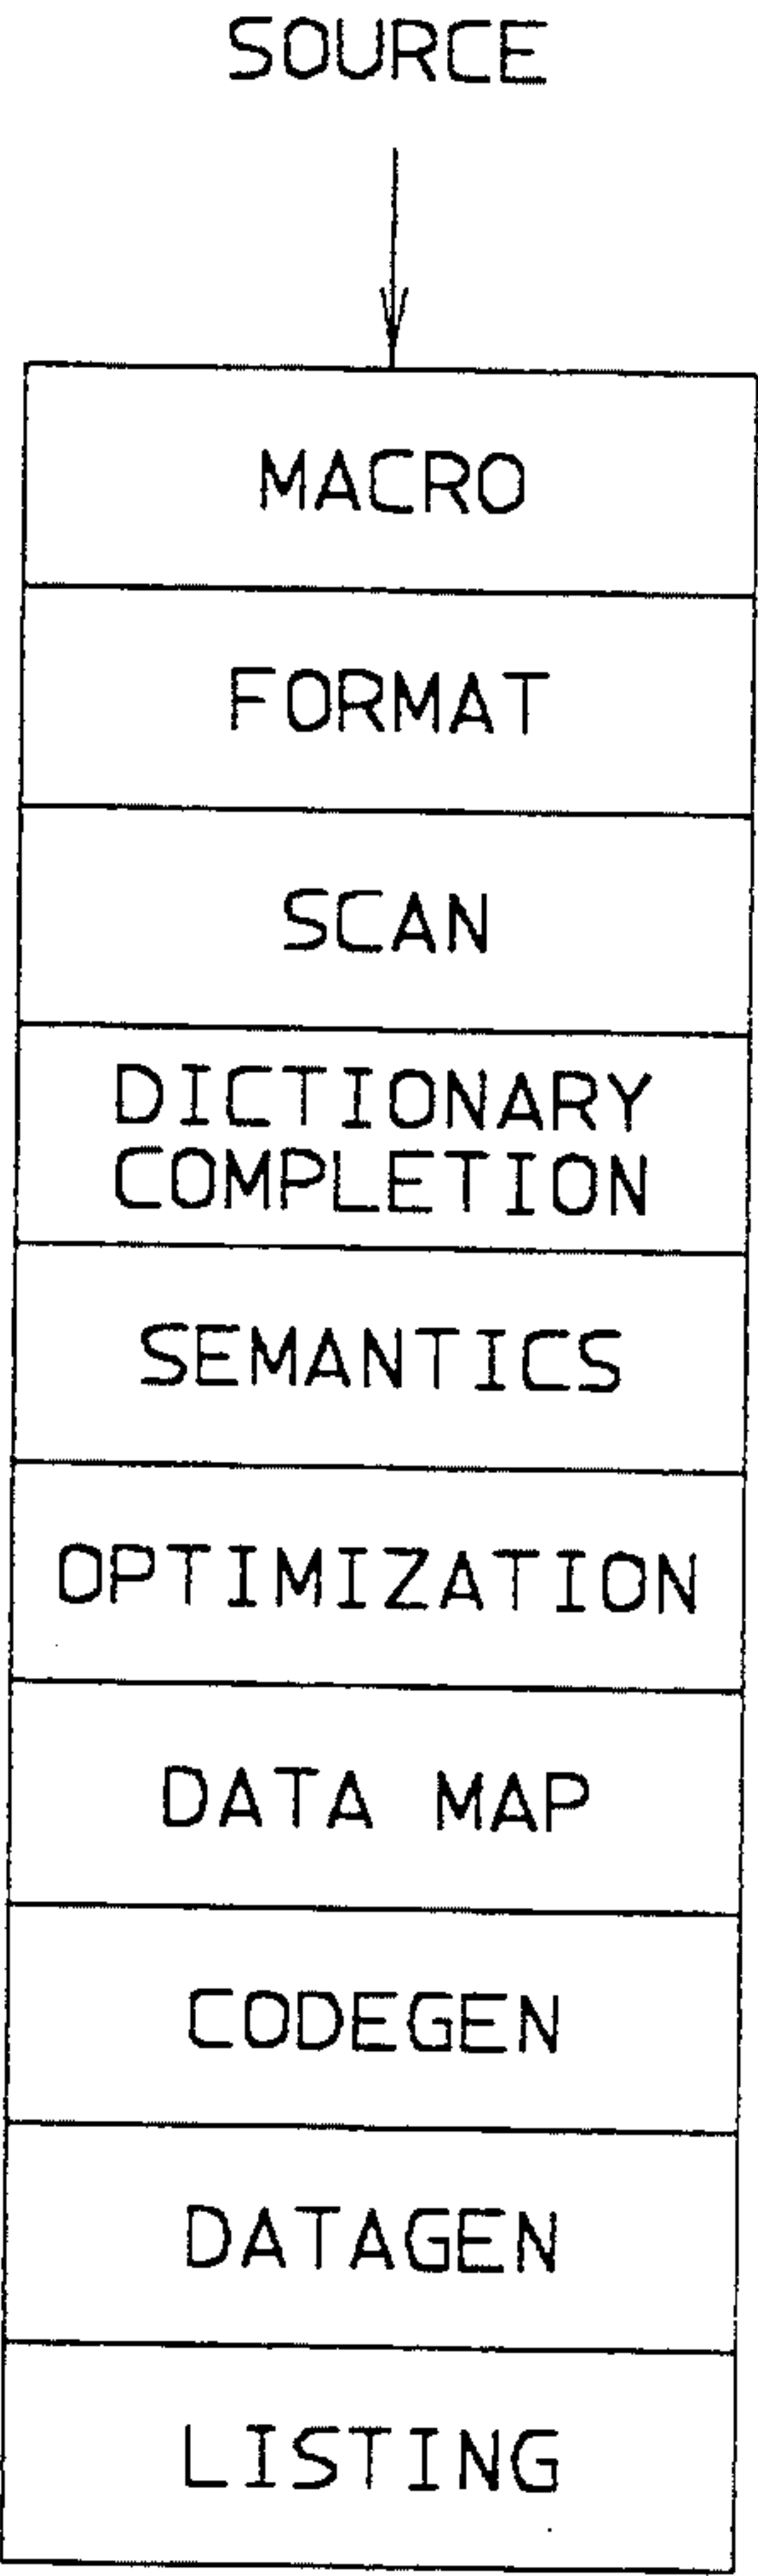 SOURCE
MACRO
FORMAT
SCAN
DICTIONARY
COMPLETION
SEMANTICS
OPTIMIZATION
DATA MAP
CODEGEN
DATAGEN
LISTING